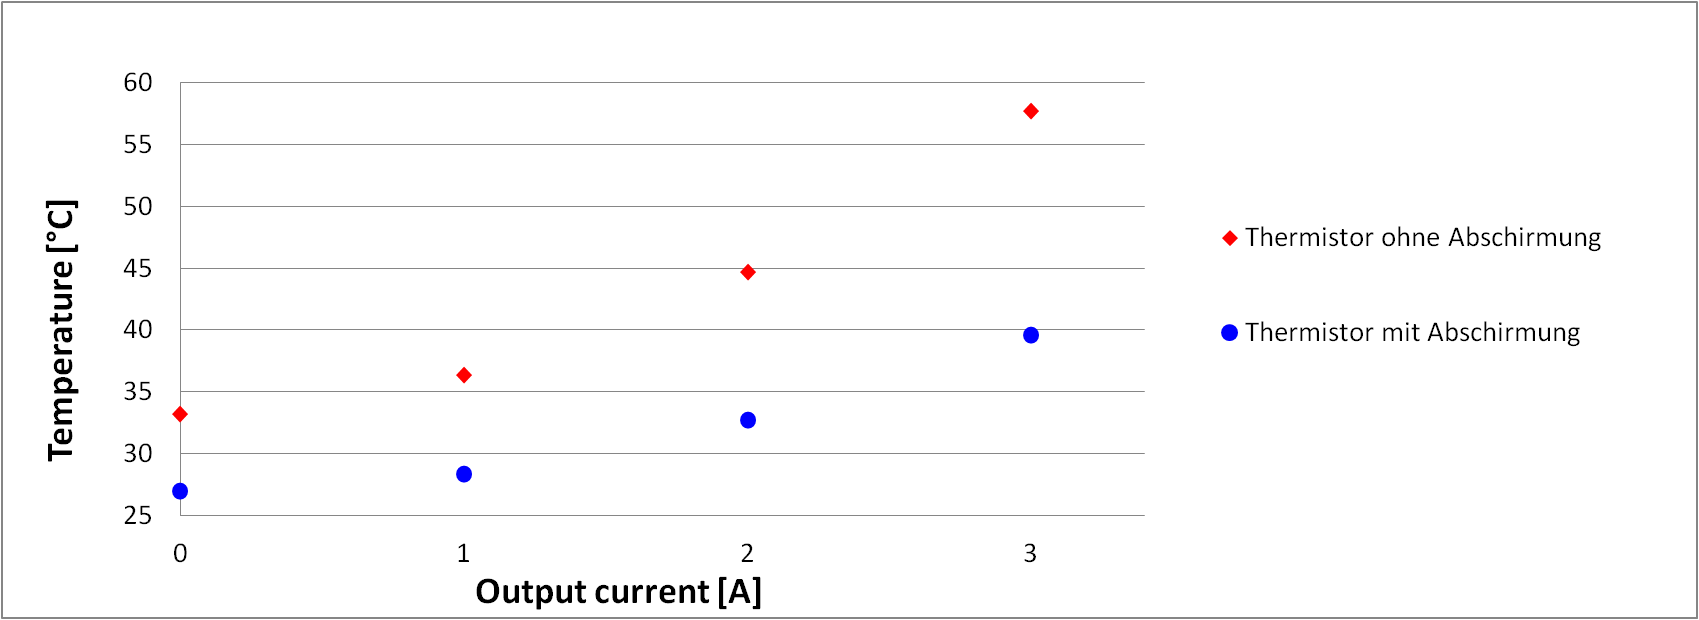 60
55
50
45
40
35
30
25
Temperature [°C]
0 1 2 3
Output current [A]
Thermistor ohne Abschirmung
Thermistor mit Abschirmung